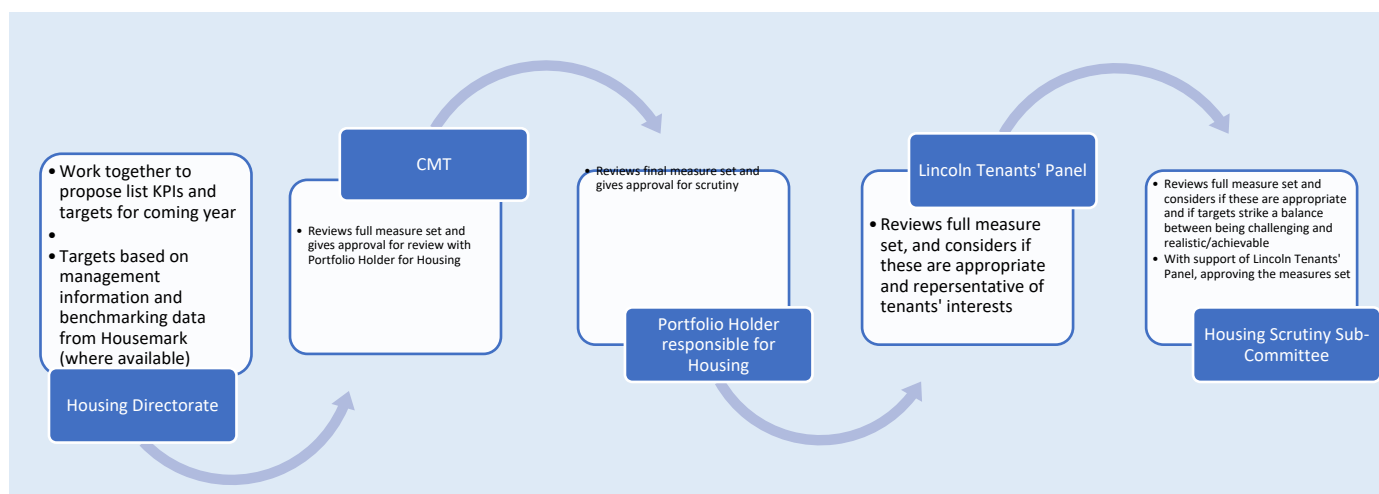 • Work together to
propose list KPIs and
targets for coming year
•
• Targets based on
management
information and
benchmarking data
from Housemark
(where available)
Housing Directorate
CMT
• Reviews full measure set and
gives approval for review with
Portfolio Holder for Housing
• Reviews final measure set and
gives approval for scrutiny
Portfolio Holder
responsible for
Housing
Lincoln Tenants' Panel
• Reviews full measure
set, and considers if
these are appropriate
and repersentative of
tenants' interests
• Reviews full measure set and
considers if these are appropriate
and if targets strike a balance
between being challenging and
realistic/achievable
• With support of Lincoln Tenants'
Panel, approving the measures set
Housing Scrutiny Sub-
Committee